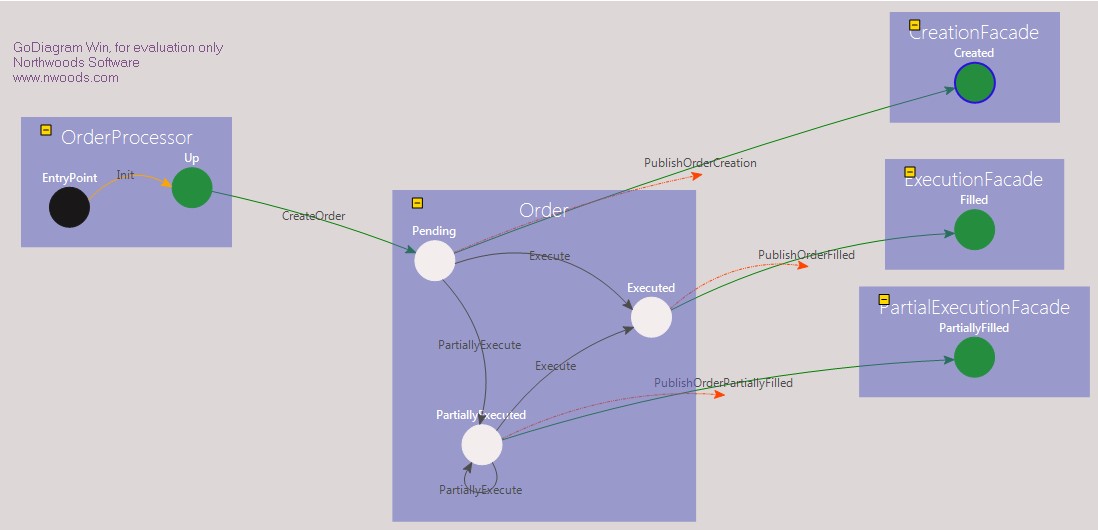 GoDiagram Win, for evaluation only
Northwoods Software
www.nwoods.com
OrderProcessor
EntryPoint
Init
Up
CreateOrder
Order
Pending
Execute
Executed
PartiallyExecute
Execute
PartiallyExecuted
PartiallyExecute
PublishOrderCreation
PublishOrderFilled
PublishOrderPartiallyFilled
CreationFacade
Created
ExecutionFacade
Filled
PartialExecutionFacade
PartiallyFilled